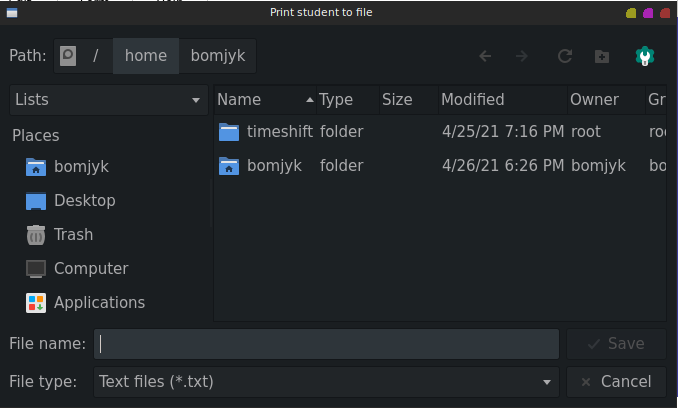 Print student to file
Path: / home bomjyk
Lists
Name Type Size Modified Owner Gr
timeshift folder 4/25/21 7:16 PM root roo
bomjyk folder 4/26/21 6:26 PM bomjyk bo
Places
bomjyk
Desktop
Trash
Computer
Applications
File name: Save
File type: Text files (*.txt) Cancel